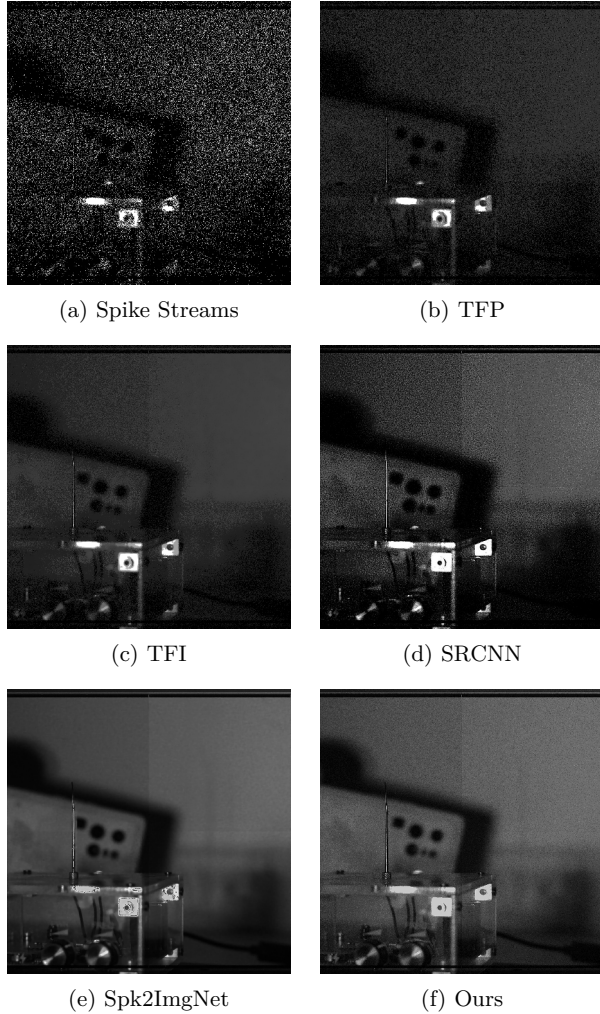 (a) Spike Streams
(b) TFP
(c) TFI
(d) SRCNN
(e) Spk2ImgNet
(f) Ours